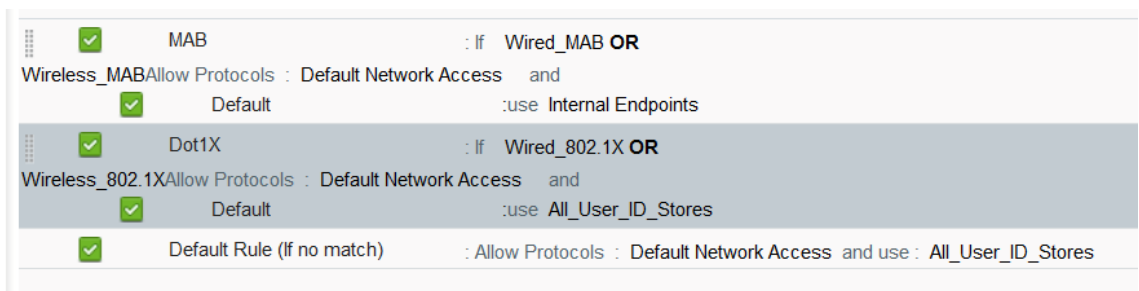 MAB : If Wired_MAB OR
Wireless_MABAllow Protocols : Default Network Access and
Default :use Internal Endpoints
Dot1X : If Wired_802.1X OR
Wireless_802.1XAllow Protocols : Default Network Access and
Default :use All_User_ID_Stores
Default Rule (If no match) : Allow Protocols : Default Network Access and use : All_User_ID_Stores